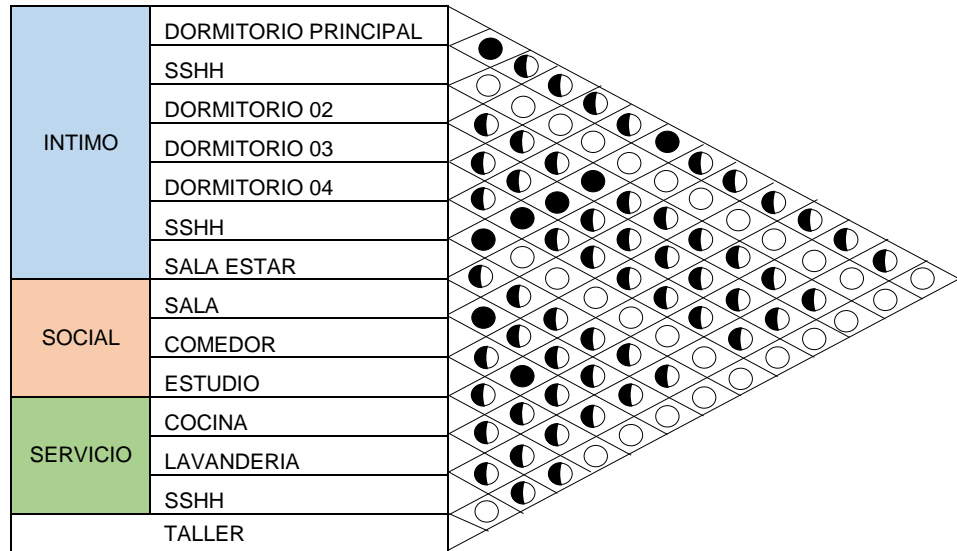 DORMITORIO PRINCIPAL
SSHH
DORMITORIO 02
INTIMO
DORMITORIO 03
DORMITORIO 04
SSHH
SALA ESTAR
SALA
SOCIAL
COMEDOR
ESTUDIO
COCINA
SERVICIO
LAVANDERIA
SSHH
TALLER